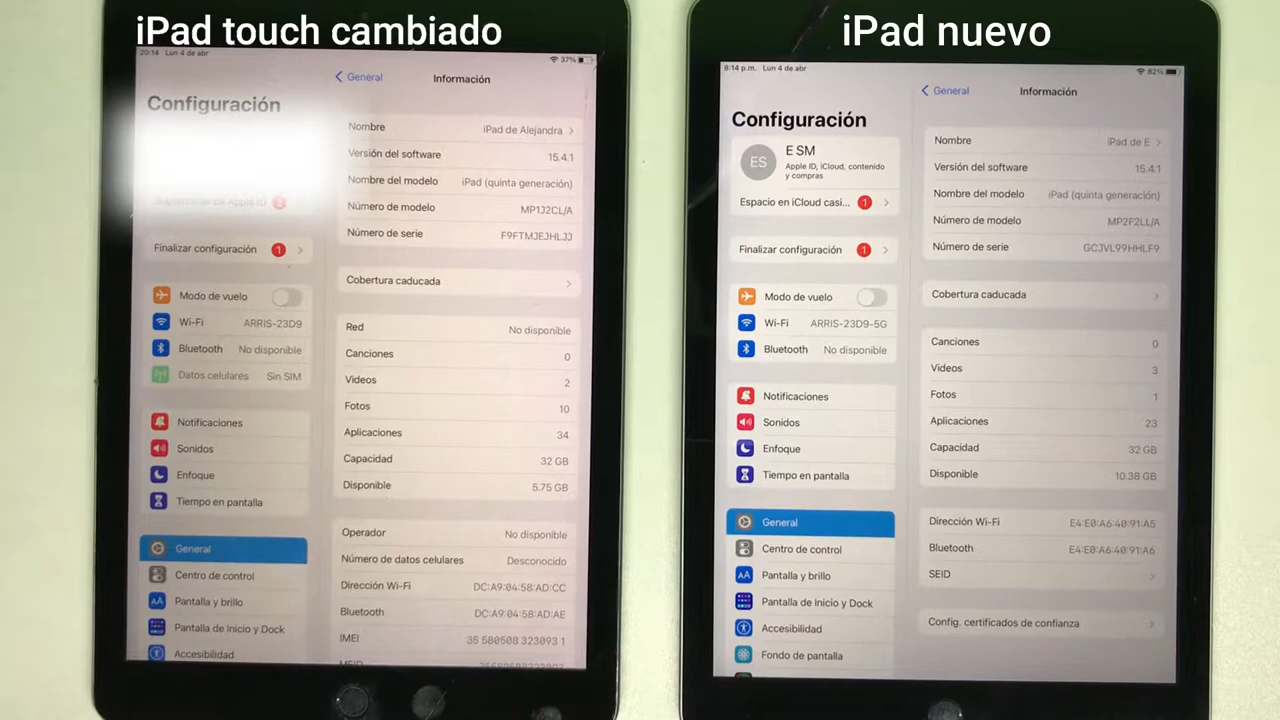 iPad touch cambiado
iPad nuevo
20:14 Lun 4 de abr
37%
General
Información
Configuración
Supervisión de Apple ID
Finalizar configuración 1
Modo de vuelo
Wi-Fi ARRIS-23D9
Bluetooth No disponible
Datos celulares Sin SIM
Notificaciones
Sonidos
Enfoque
Tiempo en pantalla
General
Centro de control
Pantalla y brillo
Pantalla de Inicio y Dock
Accesibilidad
Nombre iPad de Alejandra
Versión del software 15.4.1
Nombre del modelo iPad (quinta generación)
Número de modelo MP1J2CL/A
Número de serie F9FTMJEJHLJJ
Cobertura caducada
Red No disponible
Canciones 0
Videos 2
Fotos 10
Aplicaciones 34
Capacidad 32 GB
Disponible 5.75 GB
Operador No disponible
Número de datos celulares Desconocido
Dirección Wi-Fi DC:A9:04:58:AD:CC
Bluetooth DC:A9:04:58:AD:AE
IMEI 35 580508 323093 1
8:14 p.m. Lun 4 de abr
82%
General
Información
Configuración
ES
E SM
Apple ID, iCloud, contenido
y compras
Espacio en iCloud casi... 1
Finalizar configuración 1
Modo de vuelo
Wi-Fi ARRIS-23D9-5G
Bluetooth No disponible
Notificaciones
Sonidos
Enfoque
Tiempo en pantalla
General
Centro de control
Pantalla y brillo
Pantalla de Inicio y Dock
Accesibilidad
Fondo de pantalla
Nombre iPad de E
Versión del software 15.4.1
Nombre del modelo iPad (quinta generación)
Número de modelo MP2F2LL/A
Número de serie GCJVL99HHLF9
Cobertura caducada
Canciones 0
Videos 3
Fotos 1
Aplicaciones 23
Capacidad 32 GB
Disponible 10.38 GB
Dirección Wi-Fi E4:E0:A6:40:91:A5
Bluetooth E4:E0:A6:40:91:A6
SEID
Config. certificados de confianza